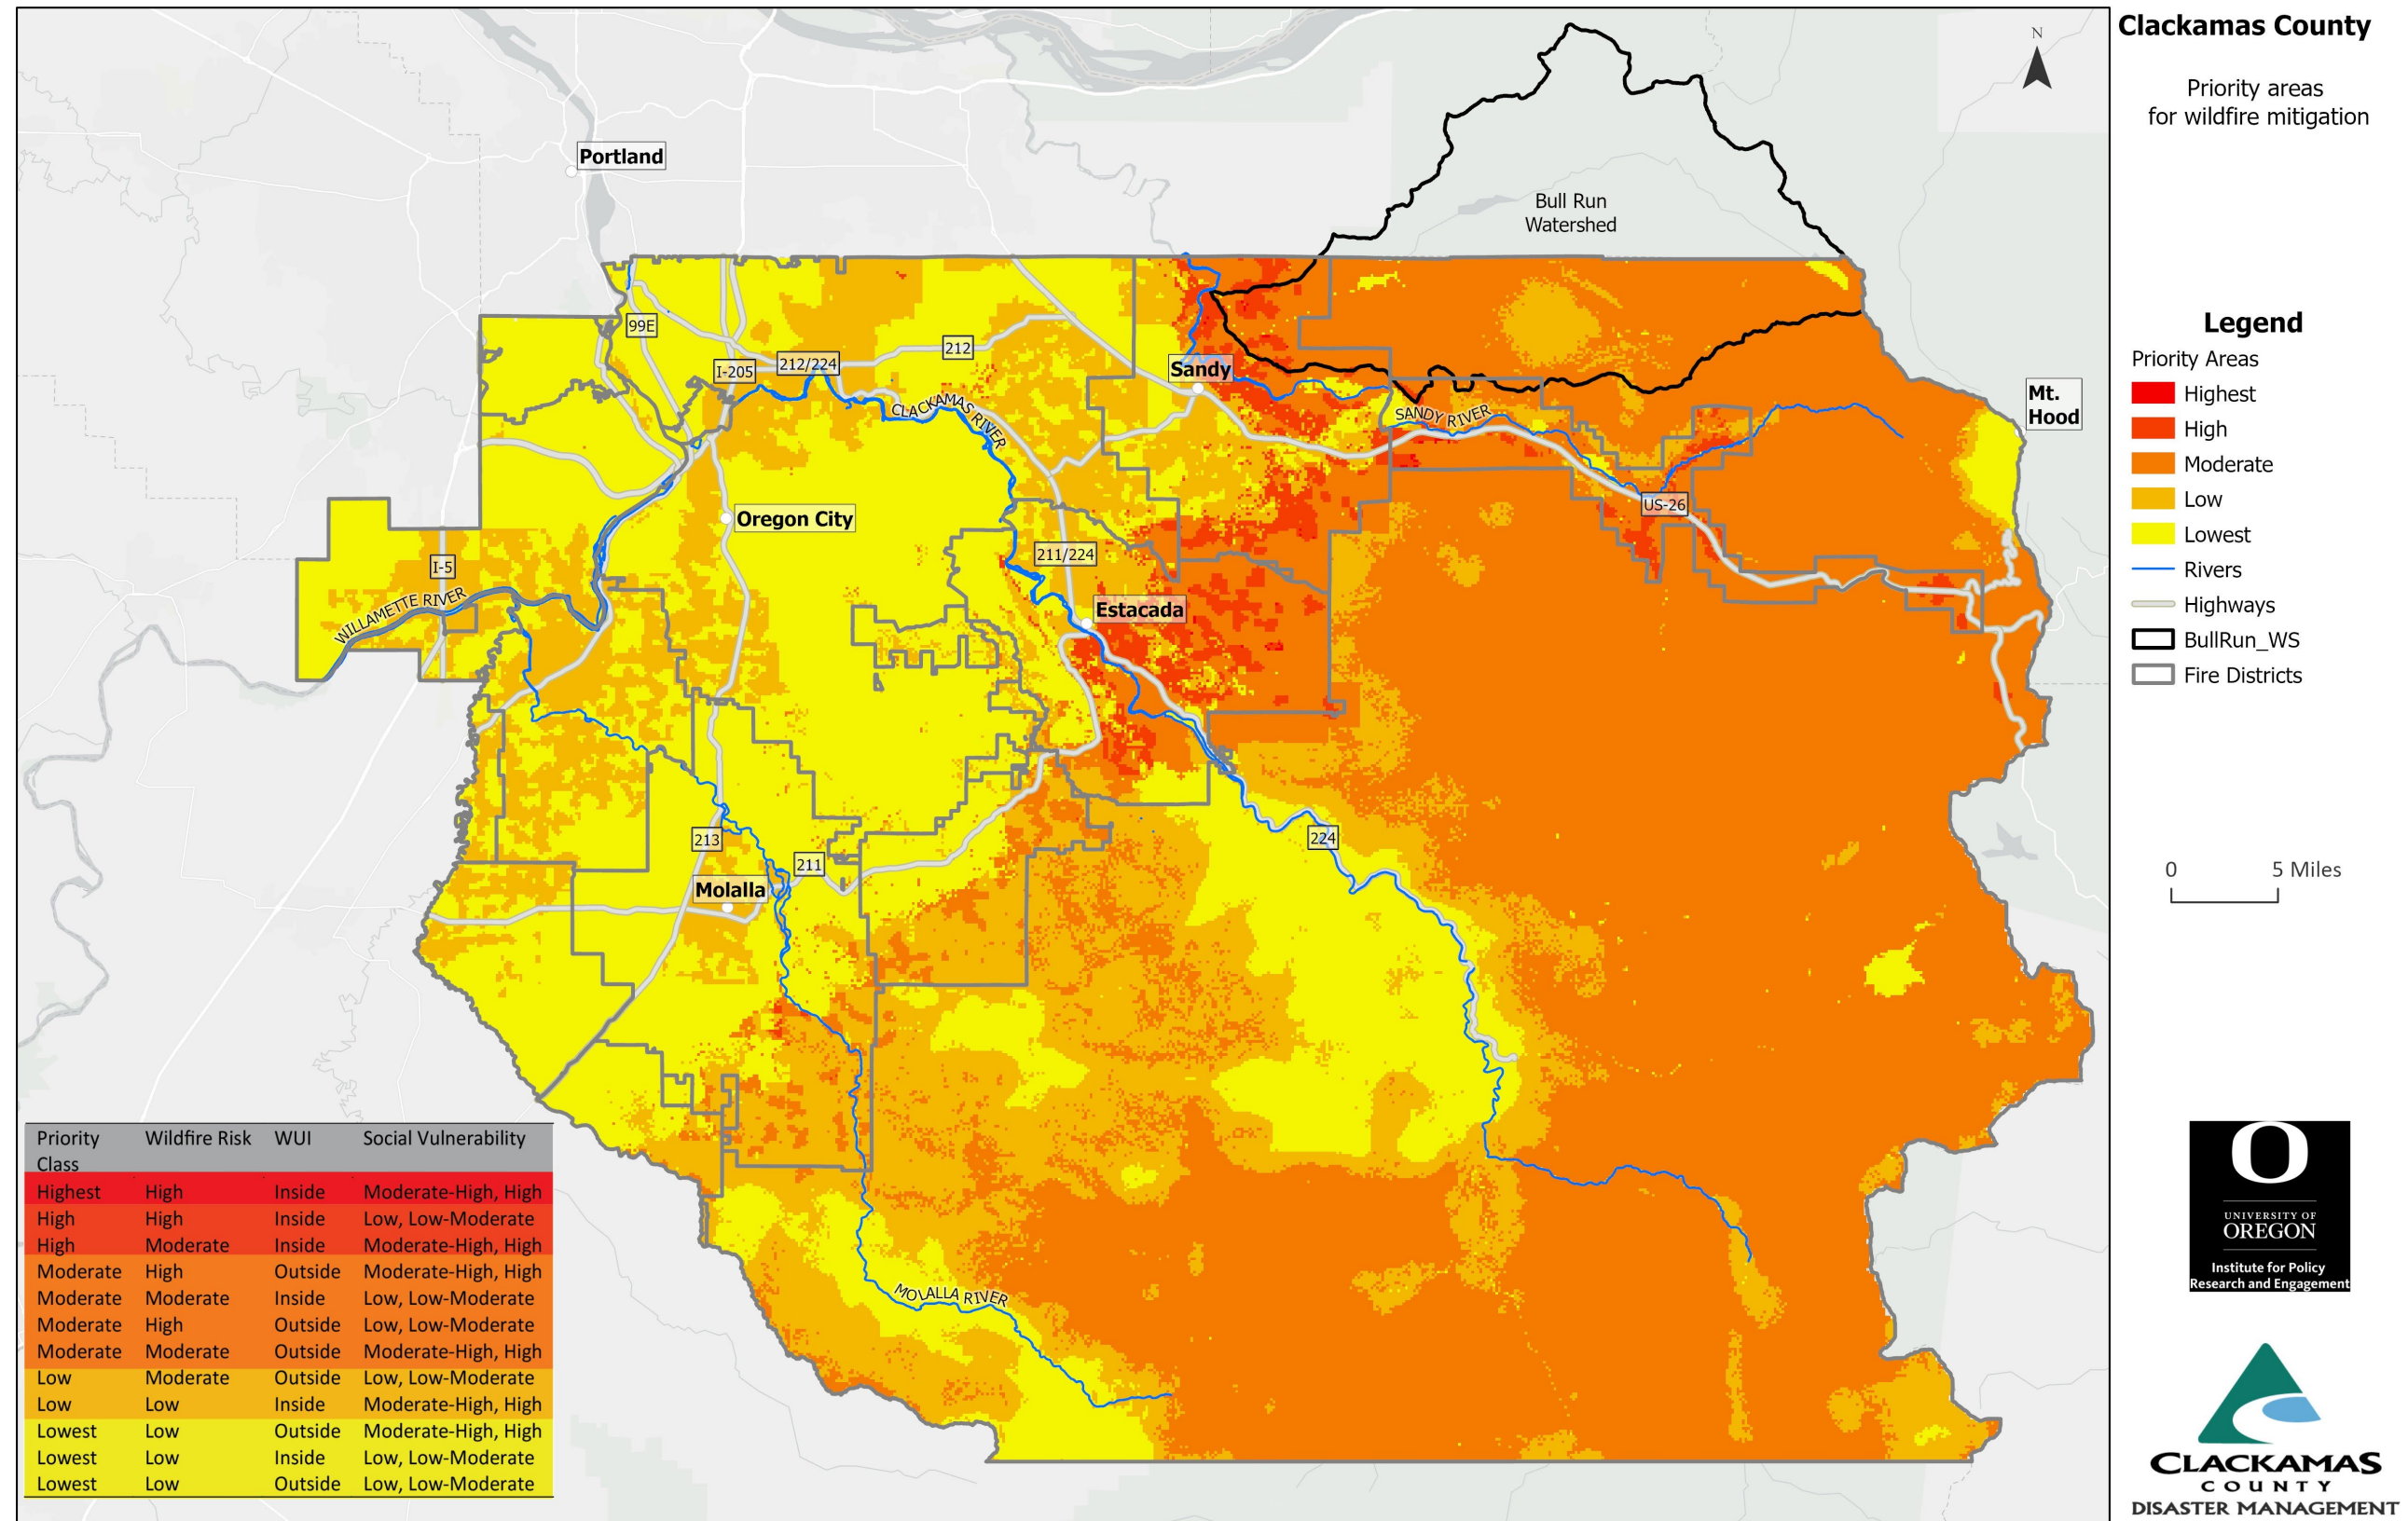 Clackamas County
Priority areas
for wildfire mitigation
N
Portland
Bull Run
Watershed
99E
I-205
212/224
212
Sandy
CLACKAMAS RIVER
SANDY RIVER
Mt.
Hood
US-26
Oregon City
I-5
WILLAMETTE RIVER
211/224
Estacada
213
211
224
Molalla
MOLALLA RIVER
Legend
Priority Areas
Highest
High
Moderate
Low
Lowest
Rivers
Highways
BullRun_WS
Fire Districts
0 5 Miles
Priority Wildfire Risk WUI Social Vulnerability
Class
Highest High Inside Moderate-High, High
High High Inside Low, Low-Moderate
High Moderate Inside Moderate-High, High
Moderate High Outside Moderate-High, High
Moderate Moderate Inside Low, Low-Moderate
Moderate High Outside Low, Low-Moderate
Moderate Moderate Outside Moderate-High, High
Low Moderate Outside Low, Low-Moderate
Low Low Inside Moderate-High, High
Lowest Low Outside Moderate-High, High
Lowest Low Inside Low, Low-Moderate
Lowest Low Outside Low, Low-Moderate
O
UNIVERSITY OF
OREGON
Institute for Policy
Research and Engagement
CLACKAMAS
COUNTY
DISASTER MANAGEMENT